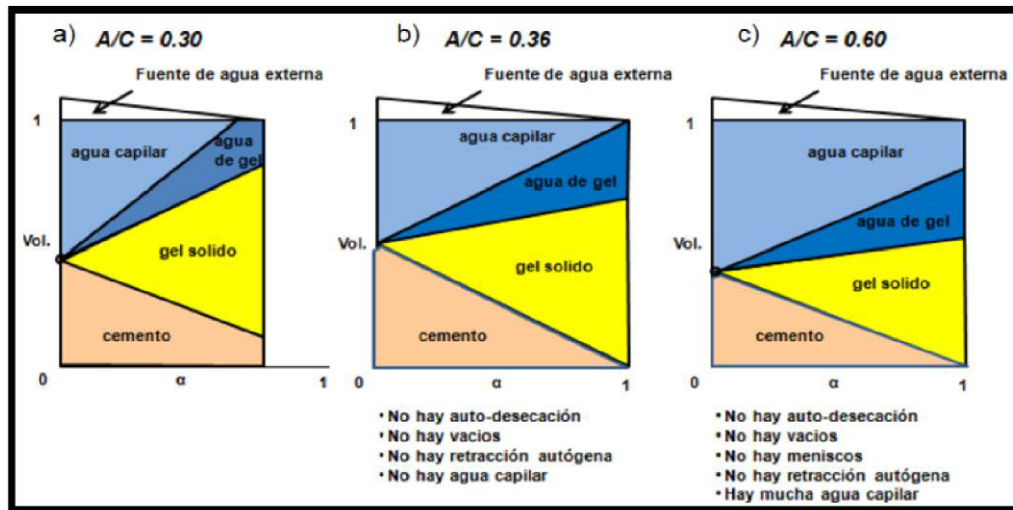 a) A/C = 0.30
Fuente de agua externa
1
agua capilar
agua
de gel
Vol.
gel solido
cemento
0
α
1
b) A/C = 0.36
Fuente de agua externa
1
agua capilar
agua de gel
Vol.
gel solido
cemento
0
α
1
• No hay auto-desecación
• No hay vacios
• No hay retracción autógena
• No hay agua capilar
c) A/C = 0.60
Fuente de agua externa
1
agua capilar
agua de gel
Vol.
gel solido
cemento
0
α
1
• No hay auto-desecación
• No hay vacios
• No hay meniscos
• No hay retracción autógena
• Hay mucha agua capilar